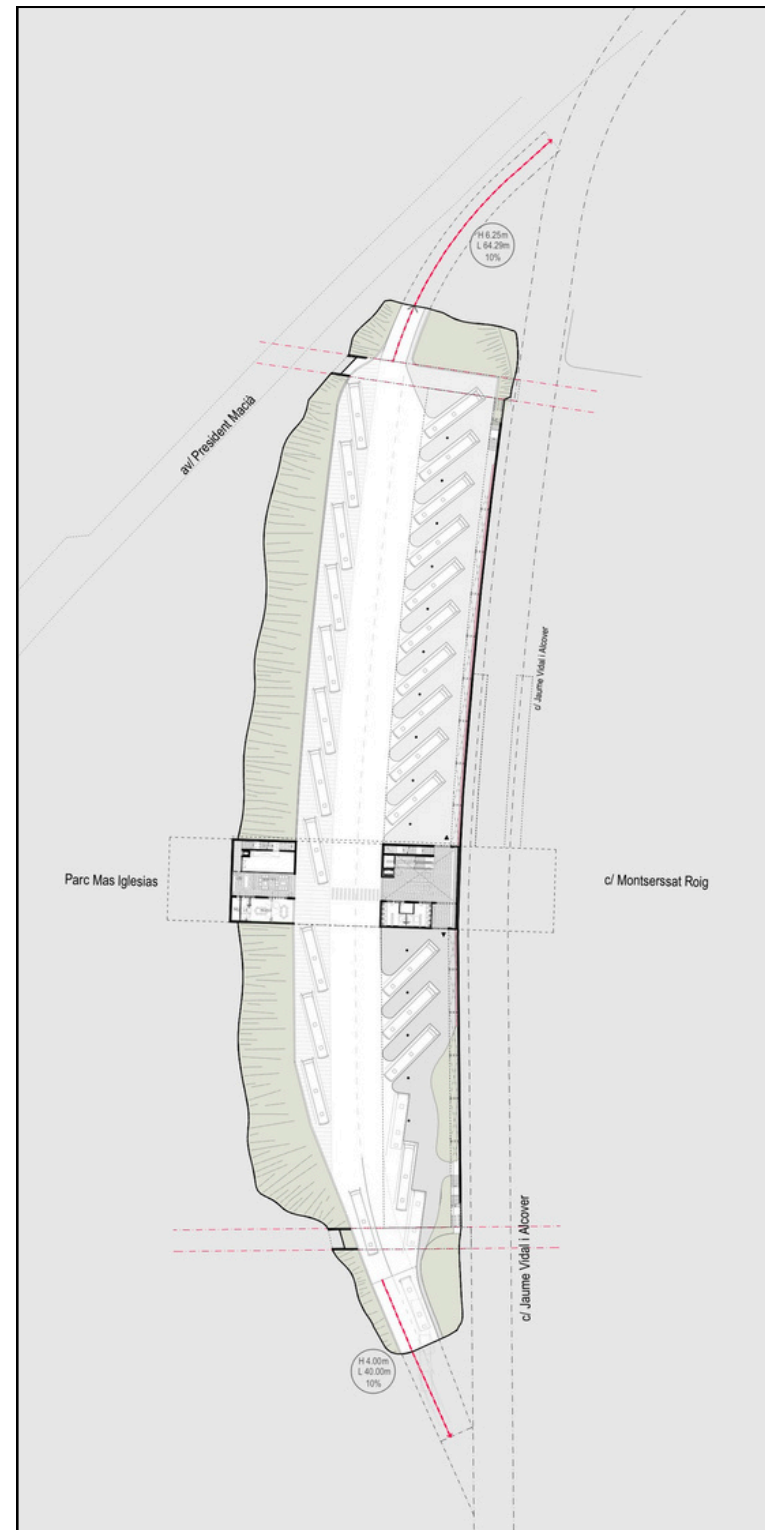 H 6.25m
L 64.29m
10%
av/ President Macià
c/ Jaume Vidal i Alcover
Parc Mas Iglesias
c/ Montserssat Roig
c/ Jaume Vidal i Alcover
H 4.00m
L 40.00m
10%